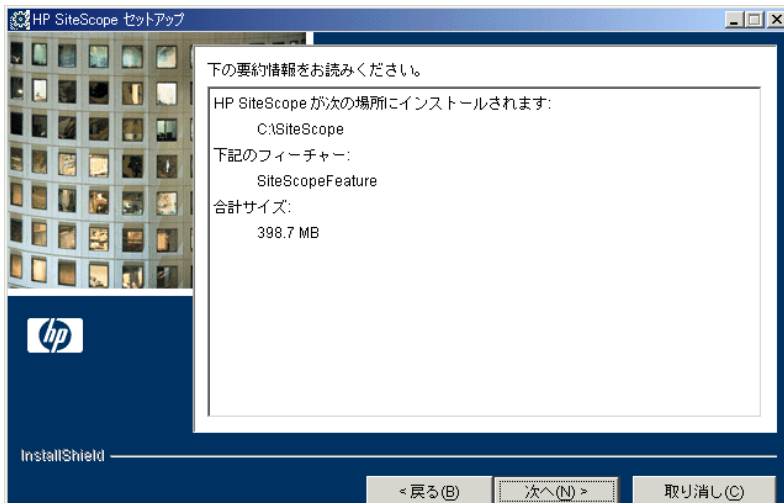 HP SiteScope セットアップ
下の要約情報をお読みください。
HP SiteScope が次の場所にインストールされます:
C:\SiteScope
下記のフィーチャー:
SiteScopeFeature
合計サイズ:
398.7 MB
hp
InstallShield
<戻る(B)
次へ(N) >
取り消し(C)